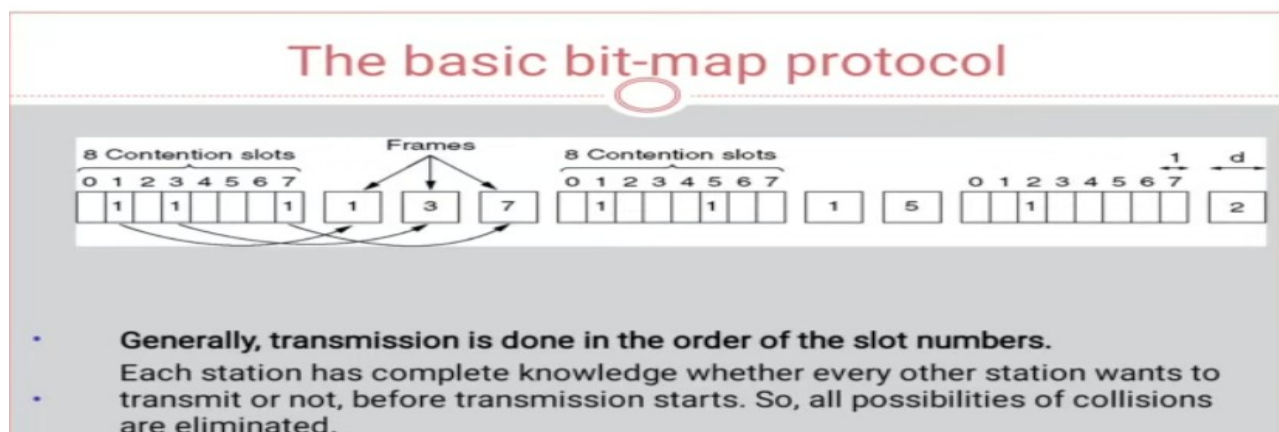 The basic bit-map protocol
Frames
8 Contention slots 8 Contention slots 1 d
0 1 2 3 4 5 6 7 0 1 2 3 4 5 6 7 0 1 2 3 4 5 6 7
1 1 1 1 3 7 1 1 1 5 1 2
• Generally, transmission is done in the order of the slot numbers.
Each station has complete knowledge whether every other station wants to
• transmit or not, before transmission starts. So, all possibilities of collisions
are eliminated.